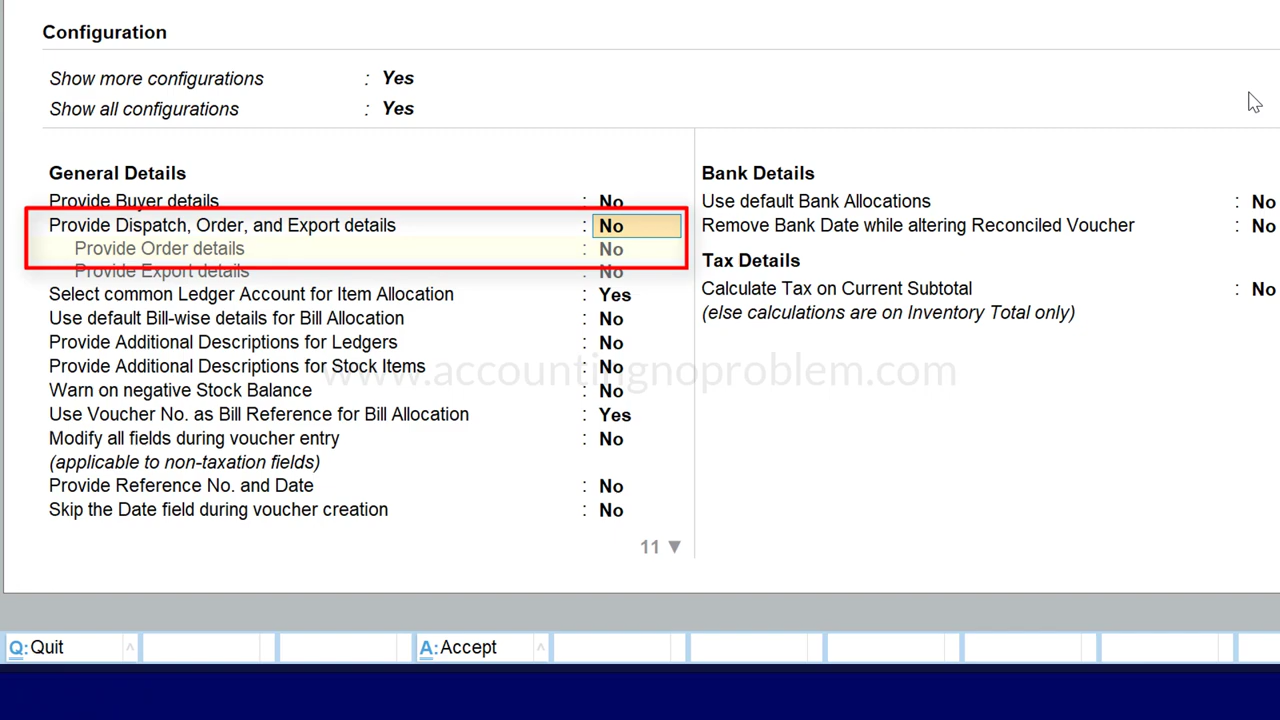 Configuration
Show more configurations : Yes
Show all configurations : Yes
General Details
Provide Buyer details : No
Provide Dispatch, Order, and Export details : No
Provide Order details : No
Provide Export details : No
Select common Ledger Account for Item Allocation : Yes
Use default Bill-wise details for Bill Allocation : No
Provide Additional Descriptions for Ledgers : No
Provide Additional Descriptions for Stock Items : No
Warn on negative Stock Balance : No
Use Voucher No. as Bill Reference for Bill Allocation : Yes
Modify all fields during voucher entry : No
(applicable to non-taxation fields)
Provide Reference No. and Date : No
Skip the Date field during voucher creation : No
11 ▼
Bank Details
Use default Bank Allocations : No
Remove Bank Date while altering Reconciled Voucher : No
Tax Details
Calculate Tax on Current Subtotal : No
(else calculations are on Inventory Total only)
www.accountingnoproblem.com
Q:Quit ^ A:Accept ^